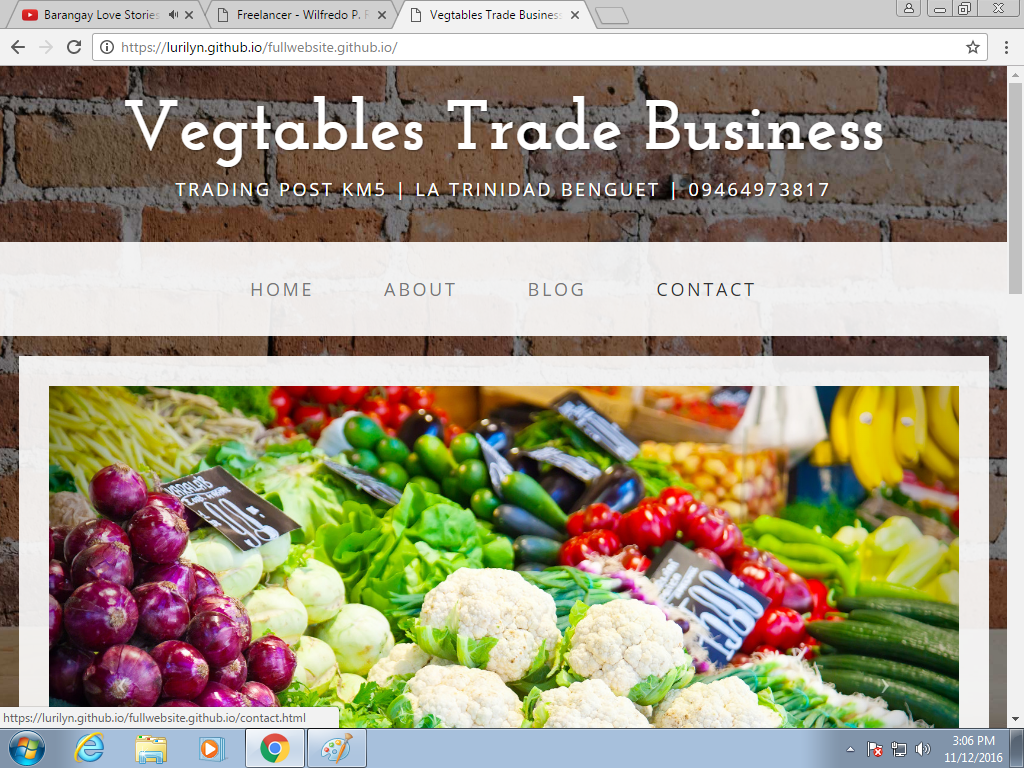 Barangay Love Stories
Freelancer - Wilfredo P. F
Vegtables Trade Business
https://lurilyn.github.io/fullwebsite.github.io/
Vegtables Trade Business
TRADING POST KM5 | LA TRINIDAD BENGUET | 09464973817
HOME ABOUT BLOG CONTACT
https://lurilyn.github.io/fullwebsite.github.io/contact.html
3:06 PM
11/12/2016